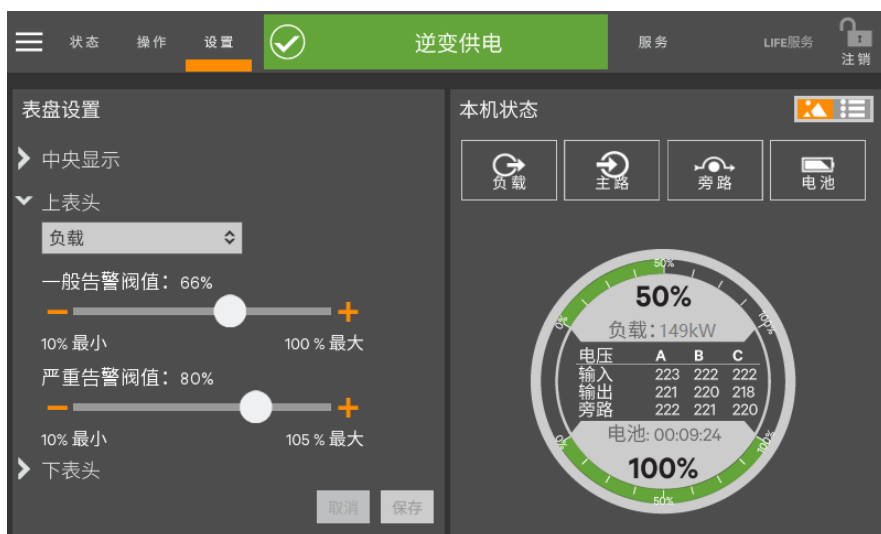 状态 操作 设置 逆变供电 服务 LIFE服务 注销
表盘设置
中央显示
上表头
负载
一般告警阀值：66%
10% 最小 100 % 最大
严重告警阀值：80%
10% 最小 105 % 最大
下表头
取消 保存
本机状态
负载 主路 旁路 电池
50%
0% 100%
50%
负载：149kW
电压 A B C
输入 223 222 222
输出 221 220 218
旁路 222 221 220
电池: 00:09:24
0% 100%
100%
50%